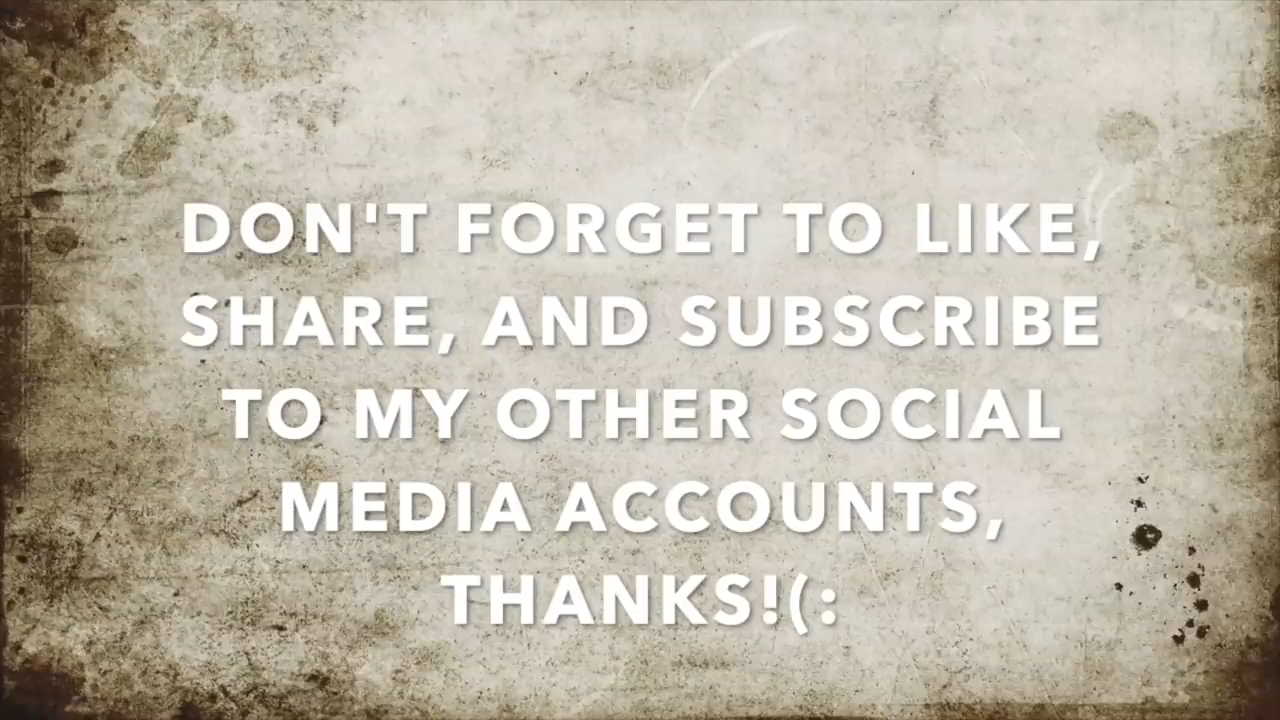 DON'T FORGET TO LIKE,
SHARE, AND SUBSCRIBE
TO MY OTHER SOCIAL
MEDIA ACCOUNTS,
THANKS!(: